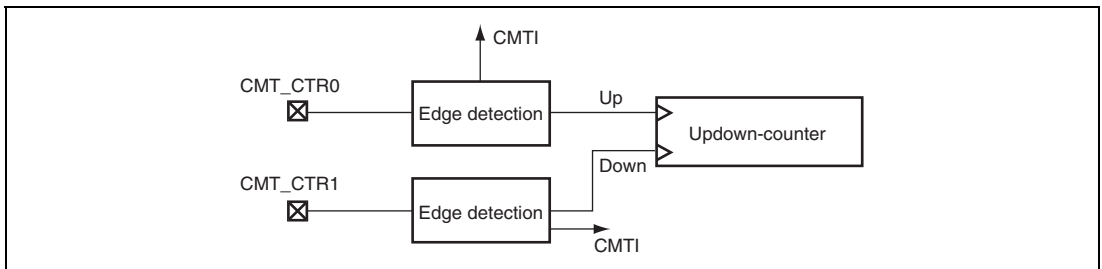 CMTI
CMT_CTR0
Edge detection
Up
Updown-counter
Down
CMT_CTR1
Edge detection
CMTI